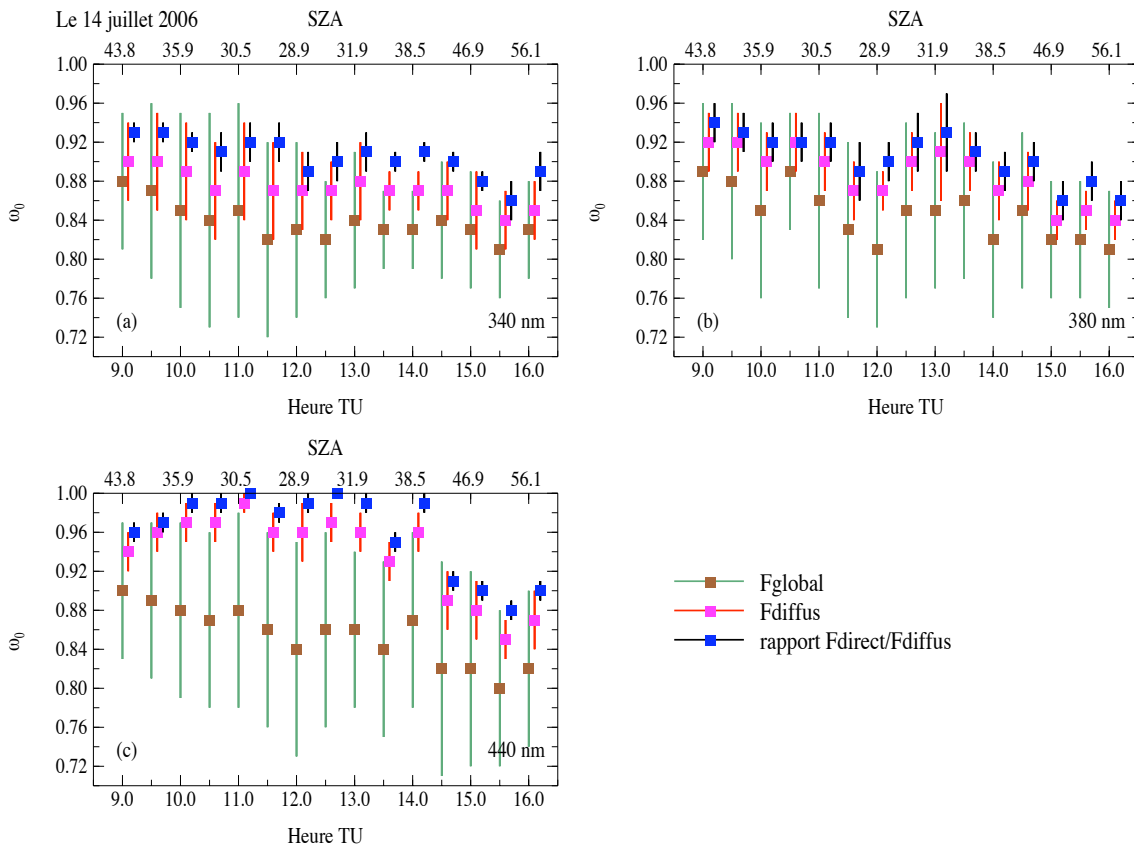 Le 14 juillet 2006
SZA
43.8 35.9 30.5 28.9 31.9 38.5 46.9 56.1
1.00
0.96
0.92
0.88
0.84
0.80
0.76
0.72
ω0
(a)
340 nm
9.0 10.0 11.0 12.0 13.0 14.0 15.0 16.0
Heure TU
SZA
43.8 35.9 30.5 28.9 31.9 38.5 46.9 56.1
1.00
0.96
0.92
0.88
0.84
0.80
0.76
0.72
ω0
(b)
380 nm
9.0 10.0 11.0 12.0 13.0 14.0 15.0 16.0
Heure TU
SZA
43.8 35.9 30.5 28.9 31.9 38.5 46.9 56.1
1.00
0.96
0.92
0.88
0.84
0.80
0.76
0.72
ω0
(c)
440 nm
9.0 10.0 11.0 12.0 13.0 14.0 15.0 16.0
Heure TU
Fglobal
Fdiffus
rapport Fdirect/Fdiffus